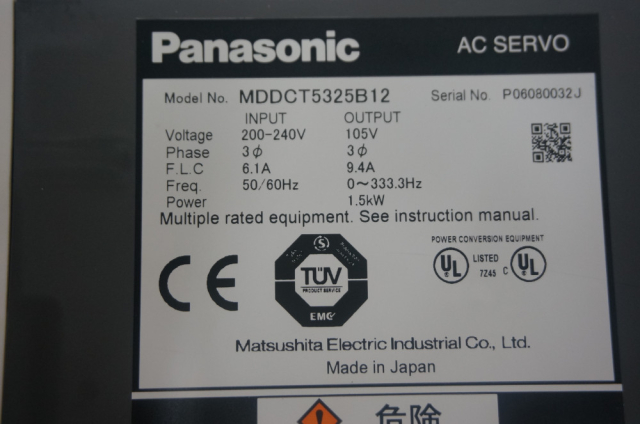 Panasonic AC SERVO
Model No. MDDCT5325B12 Serial No. P06080032J
INPUT OUTPUT
Voltage 200-240V 105V
Phase 3ϕ 3ϕ
F.L.C 6.1A 9.4A
Freq. 50/60Hz 0～333.3Hz
Power 1.5kW
Multiple rated equipment. See instruction manual.
POWER CONVERSION EQUIPMENT
CE S TÜV PRODUCT SERVICE EMC
UL LISTED 7Z45 C UL
Matsushita Electric Industrial Co., Ltd.
Made in Japan
危険